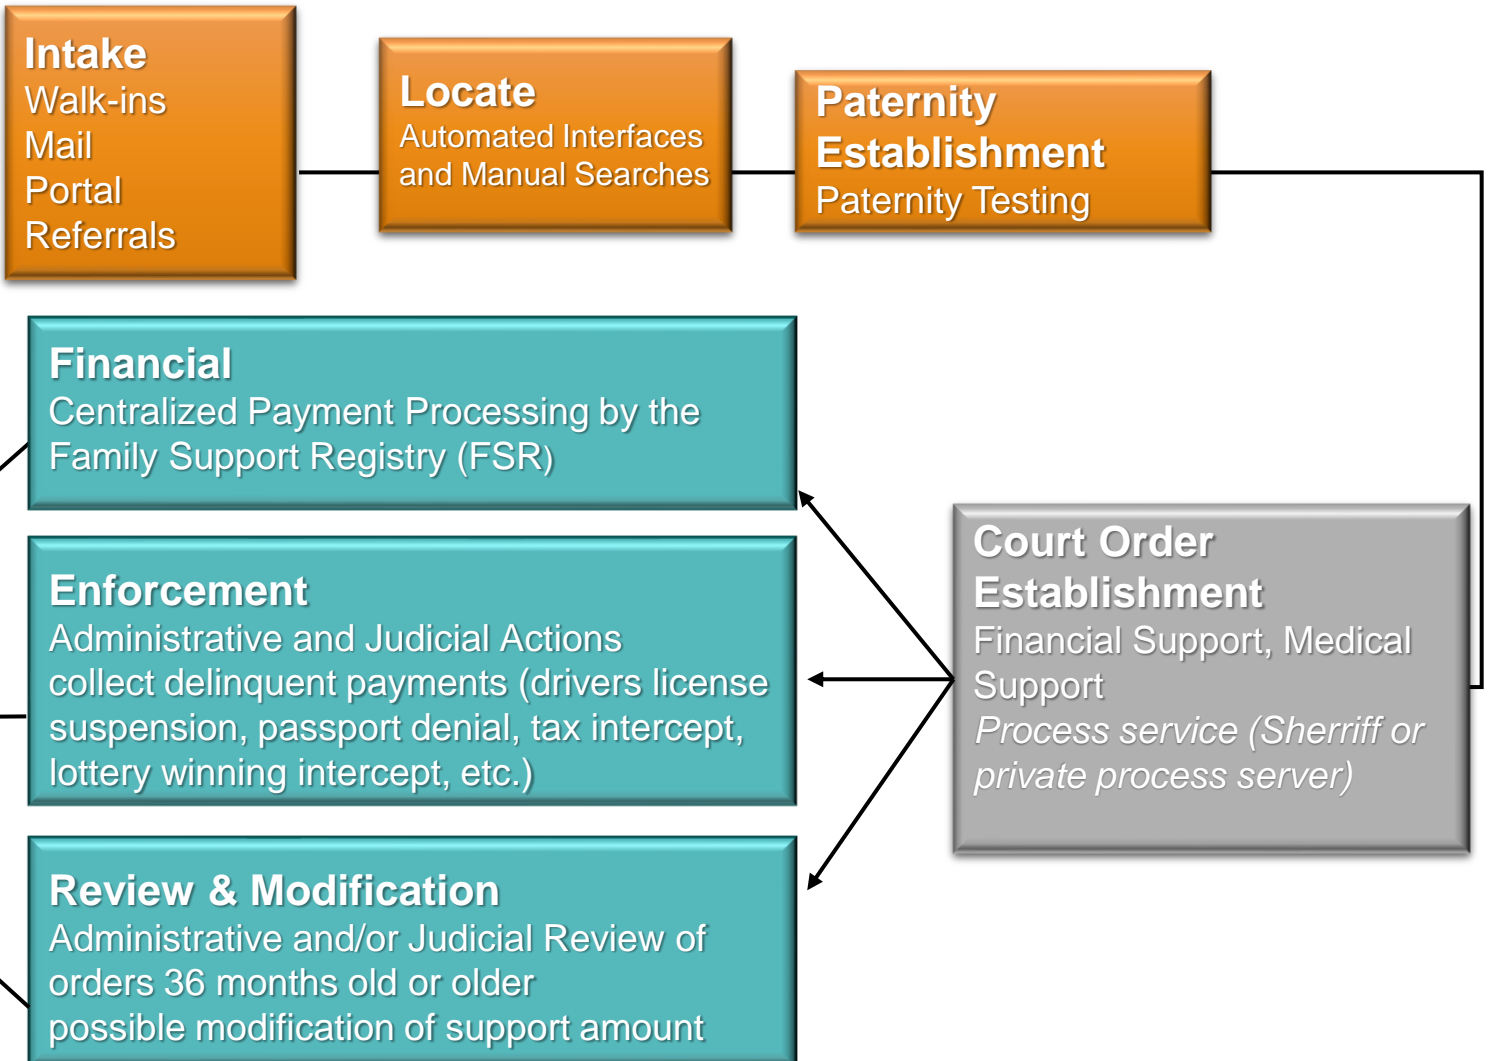 Intake
Walk-ins
Mail
Portal
Referrals
Locate
Automated Interfaces
and Manual Searches
Paternity
Establishment
Paternity Testing
Financial
Centralized Payment Processing by the
Family Support Registry (FSR)
Enforcement
Administrative and Judicial Actions
collect delinquent payments (drivers license
suspension, passport denial, tax intercept,
lottery winning intercept, etc.)
Review & Modification
Administrative and/or Judicial Review of
orders 36 months old or older
possible modification of support amount
Court Order
Establishment
Financial Support, Medical
Support
Process service (Sherriff or
private process server)